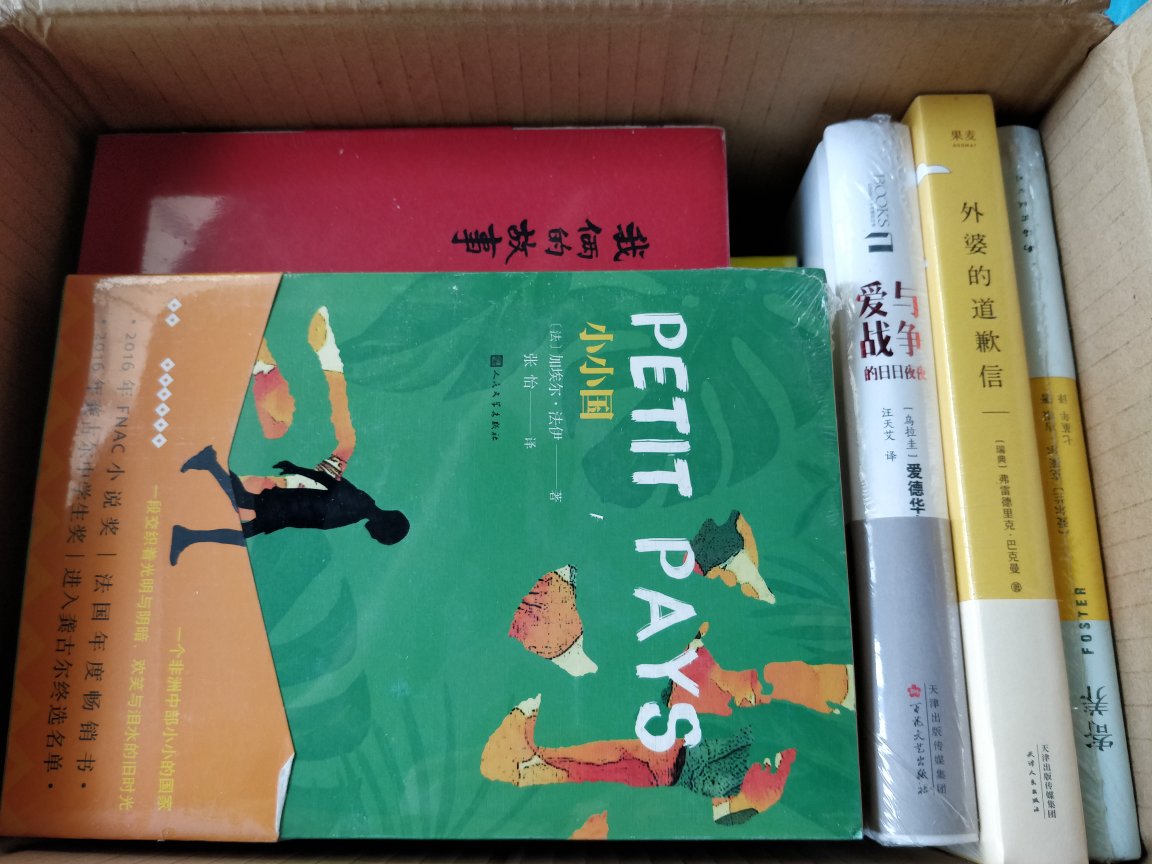 我俩的故事
PETIT PAYS
小小国
〔法〕加埃尔·法伊——著
张怡——译
人民文学出版社
一个非洲中部小小的国家
一段交织着光明与阴暗、欢笑与泪水的旧时光
• 2016年FNAC小说奖 | 法国年度畅销书 •
• 2016年龚古尔中学生奖 | 进入龚古尔终选名单 •
BOOKS
爱与
战争
的日日夜夜
〔乌拉圭〕爱德华
汪天艾 译
百花文艺出版社
天津出版传媒集团
果麦
外婆的道歉信
〔瑞典〕弗雷德里克·巴克曼 著
天津出版传媒集团
天津人民出版社
七五年 译
FOSTER
寄养